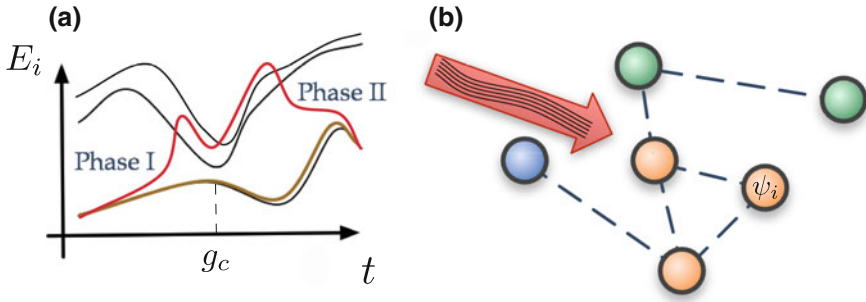 (a)
E_i
Phase I
Phase II
g_c
t
(b)
ψ_i